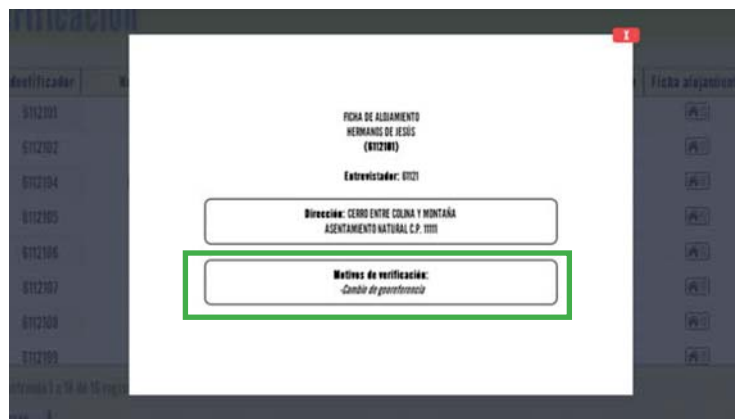 Verificación
X
Identificador
Ficha alojamiento
6112101
6112102
6112104
6112105
6112106
6112107
6112108
6112109
FICHA DE ALOJAMIENTO
HERMANOS DE JESÚS
(6112101)
Entrevistador: 61121
Dirección: CERRO ENTRE COLINA Y MONTAÑA
ASENTAMIENTO NATURAL C.P. 11111
Motivos de verificación:
-Cambio de georeferencia